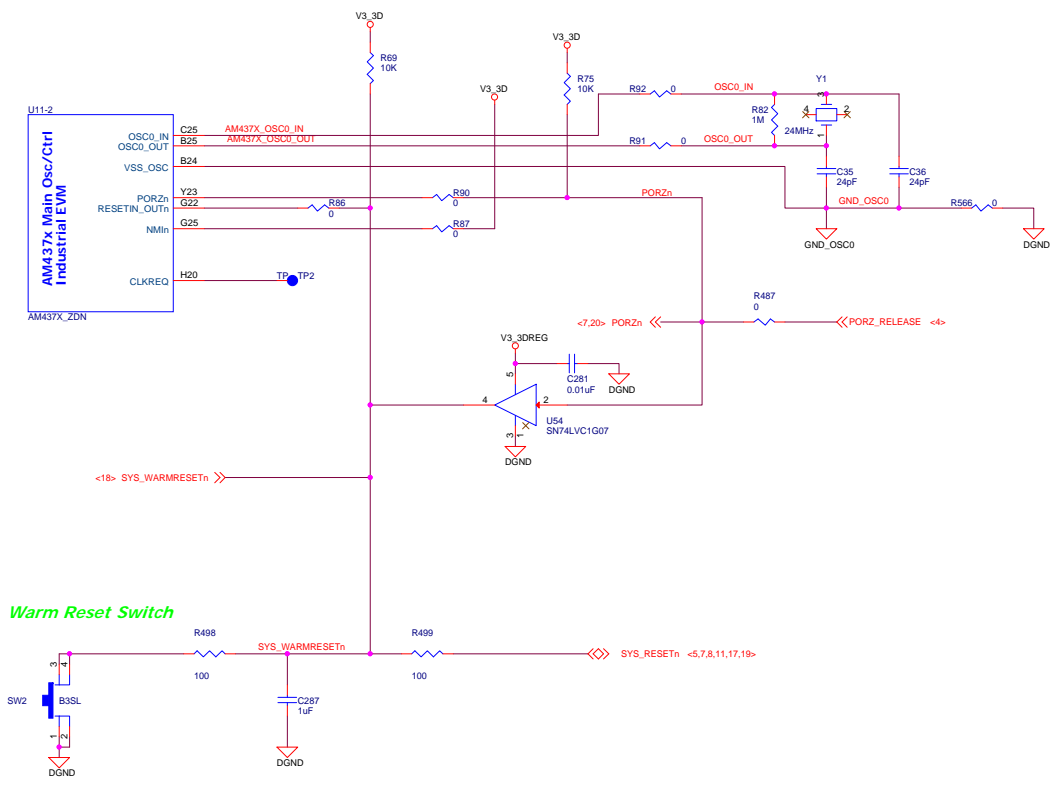 V3_3D
R69
10K
V3_3D
R75
10K
V3_3D
R92 0
OSC0_IN
Y1
3
4
2
1
24MHz
R82
1M
U11-2
AM437x Main Osc/Ctrl
Industrial EVM
OSC0_IN
C25
AM437X_OSC0_IN
OSC0_OUT
B25
AM437X_OSC0_OUT
R91 0
OSC0_OUT
VSS_OSC
B24
C35
24pF
C36
24pF
PORZn
Y23
R90
0
PORZn
RESETIN_OUTn
G22
R86
0
GND_OSC0
R566 0
NMIn
G25
R87
0
GND_OSC0
DGND
CLKREQ
H20
TP
TP2
AM437X_ZDN
R487
0
<7,20> PORZn
PORZ_RELEASE <4>
V3_3DREG
5
C281
0.01uF
DGND
4
2
U54
SN74LVC1G07
3
1
DGND
<18> SYS_WARMRESETn
Warm Reset Switch
R498
100
SYS_WARMRESETn
R499
100
SYS_RESETn <5,7,8,11,17,19>
3
4
SW2
B3SL
1
2
C287
1uF
DGND
DGND